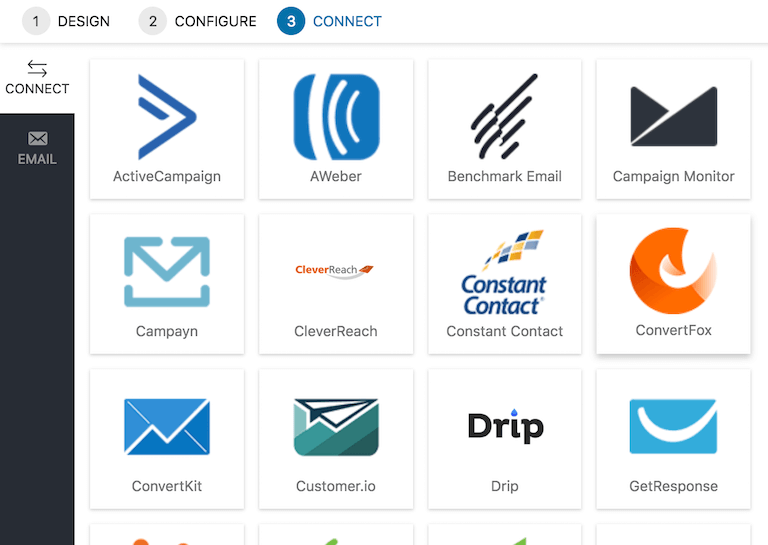 1 DESIGN 2 CONFIGURE 3 CONNECT
CONNECT
EMAIL
ActiveCampaign
AWeber
Benchmark Email
Campaign Monitor
Campayn
CleverReach
CleverReach
Constant
Contact®
Constant Contact
ConvertFox
ConvertKit
Customer.io
Drip
Drip
GetResponse